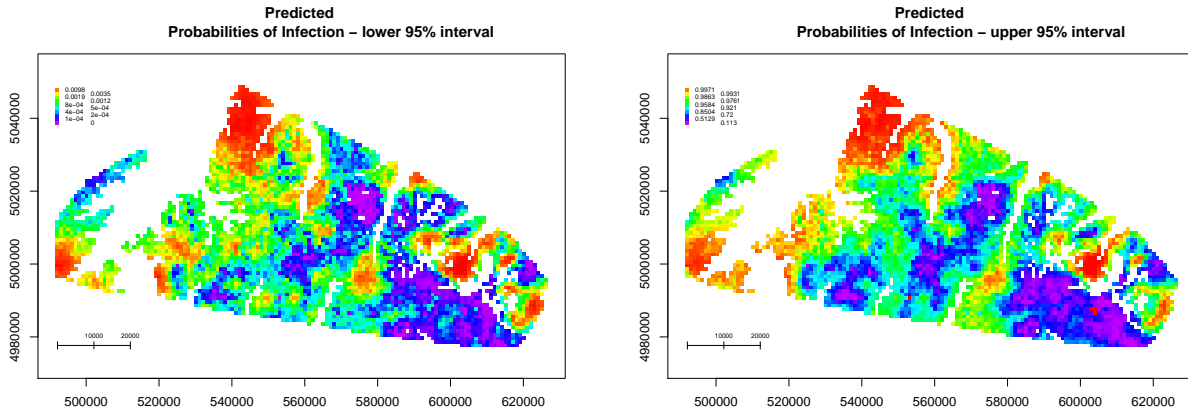 Predicted
Probabilities of Infection – lower 95% interval
0.0098
0.0035
0.0019
0.0012
8e−04
5e−04
4e−04
2e−04
1e−04
0
10000 20000
4980000 5000000 5020000 5040000
500000 520000 540000 560000 580000 600000 620000
Predicted
Probabilities of Infection – upper 95% interval
0.9971
0.9931
0.9863
0.9761
0.9584
0.921
0.8504
0.72
0.5129
0.113
10000 20000
4980000 5000000 5020000 5040000
500000 520000 540000 560000 580000 600000 620000